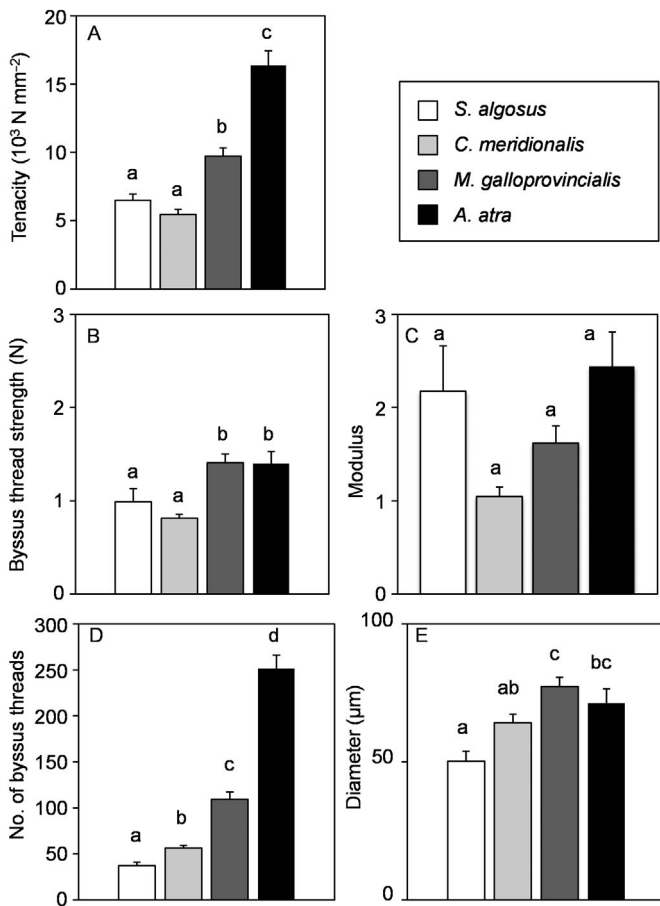 A
Tenacity (10³ N mm⁻²)
20
15
10
5
0
a
a
b
c
S. algosus
C. meridionalis
M. galloprovincialis
A. atra
B
Byssus thread strength (N)
3
2
1
0
a
a
b
b
C
Modulus
3
2
1
0
a
a
a
a
D
No. of byssus threads
300
250
200
150
100
50
0
a
b
c
d
E
Diameter (µm)
100
50
0
a
ab
c
bc